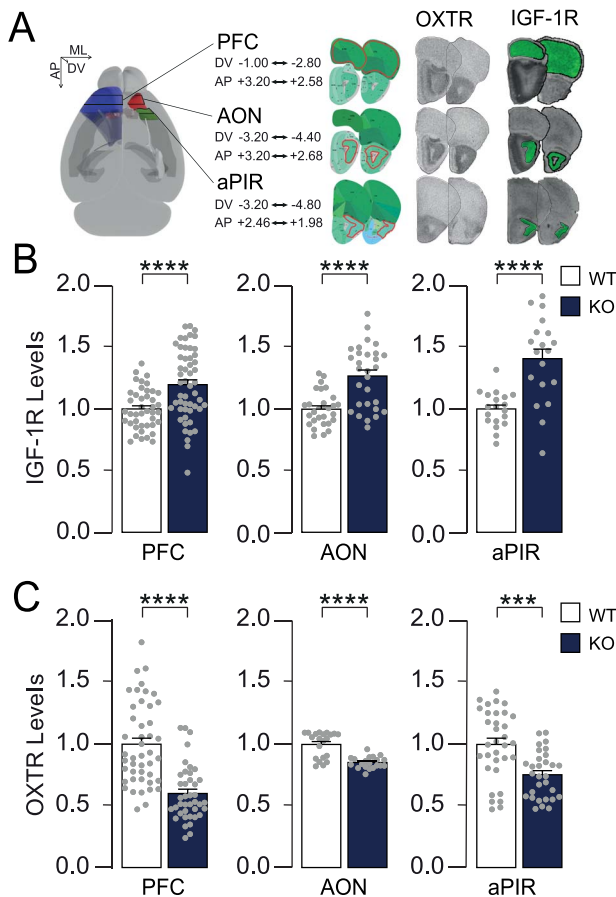 A
ML
AP
DV
PFC
DV -1.00 ↔ -2.80
AP +3.20 ↔ +2.58
AON
DV -3.20 ↔ -4.40
AP +3.20 ↔ +2.68
aPIR
DV -3.20 ↔ -4.80
AP +2.46 ↔ +1.98
OXTR
IGF-1R
B
IGF-1R Levels
2.0
1.5
1.0
0.5
0.0
****
PFC
2.0
1.5
1.0
0.5
0.0
****
AON
2.0
1.5
1.0
0.5
0.0
****
aPIR
WT
KO
C
OXTR Levels
2.0
1.5
1.0
0.5
0.0
****
PFC
2.0
1.5
1.0
0.5
0.0
****
AON
2.0
1.5
1.0
0.5
0.0
***
aPIR
WT
KO